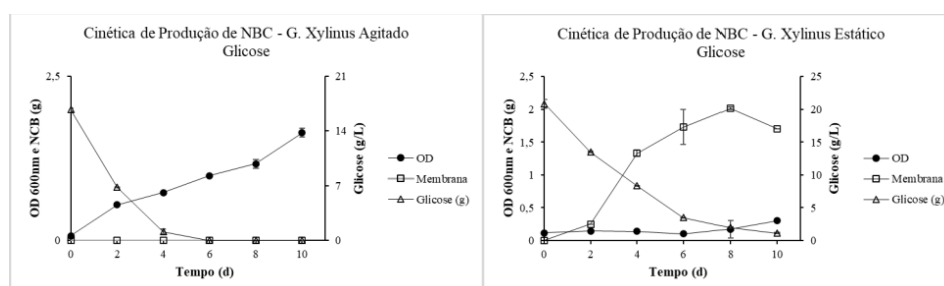 Cinética de Produção de NBC - G. Xylinus Agitado
Glicose
2,5
0
OD 600nm e NCB (g)
21
14
7
0
Glicose (g/L)
0 2 4 6 8 10
Tempo (d)
OD
Membrana
Glicose (g)
Cinética de Produção de NBC - G. Xylinus Estático
Glicose
2,5
2
1,5
1
0,5
0
OD 600nm e NCB (g)
25
20
15
10
5
0
Glicose (g/L)
0 2 4 6 8 10
Tempo (d)
OD
Membrana
Glicose (g)